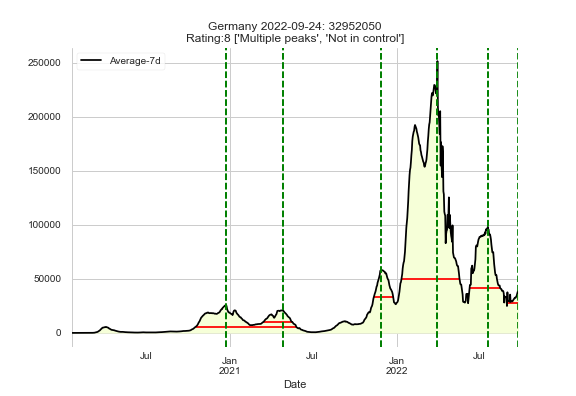 Germany 2022-09-24: 32952050
Rating:8 ['Multiple peaks', 'Not in control']
Average-7d
250000
200000
150000
100000
50000
0
Jul
Jan
2021
Jul
Jan
2022
Jul
Date